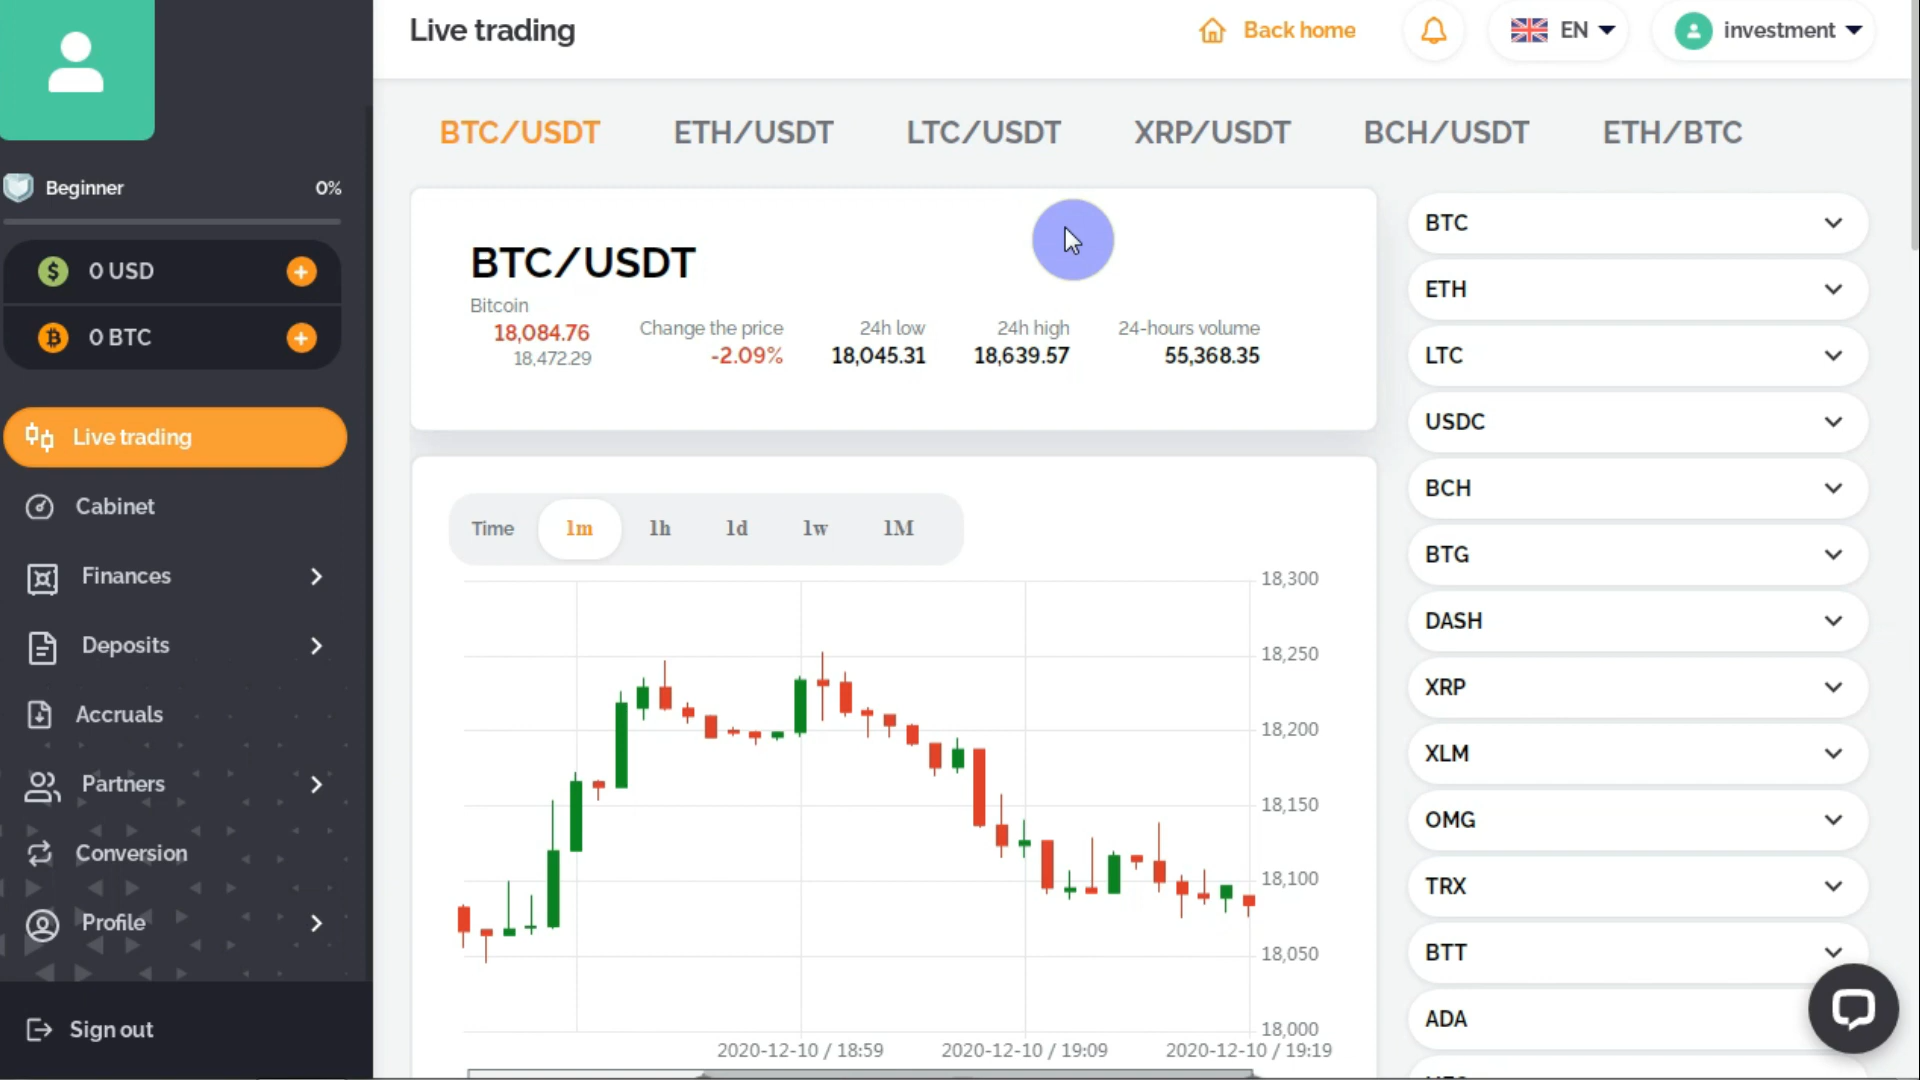 Live trading
Back home
EN
investment
Beginner 0%
$ 0 USD
0 BTC
Live trading
Cabinet
Finances
Deposits
Accruals
Partners
Conversion
Profile
Sign out
BTC/USDT ETH/USDT LTC/USDT XRP/USDT BCH/USDT ETH/BTC
BTC/USDT
Bitcoin
18,084.76
18,472.29
Change the price
-2.09%
24h low
18,045.31
24h high
18,639.57
24-hours volume
55,368.35
Time 1m 1h 1d 1w 1M
18,300
18,250
18,200
18,150
18,100
18,050
18,000
2020-12-10 / 18:59 2020-12-10 / 19:09 2020-12-10 / 19:19
BTC
ETH
LTC
USDC
BCH
BTG
DASH
XRP
XLM
OMG
TRX
BTT
ADA